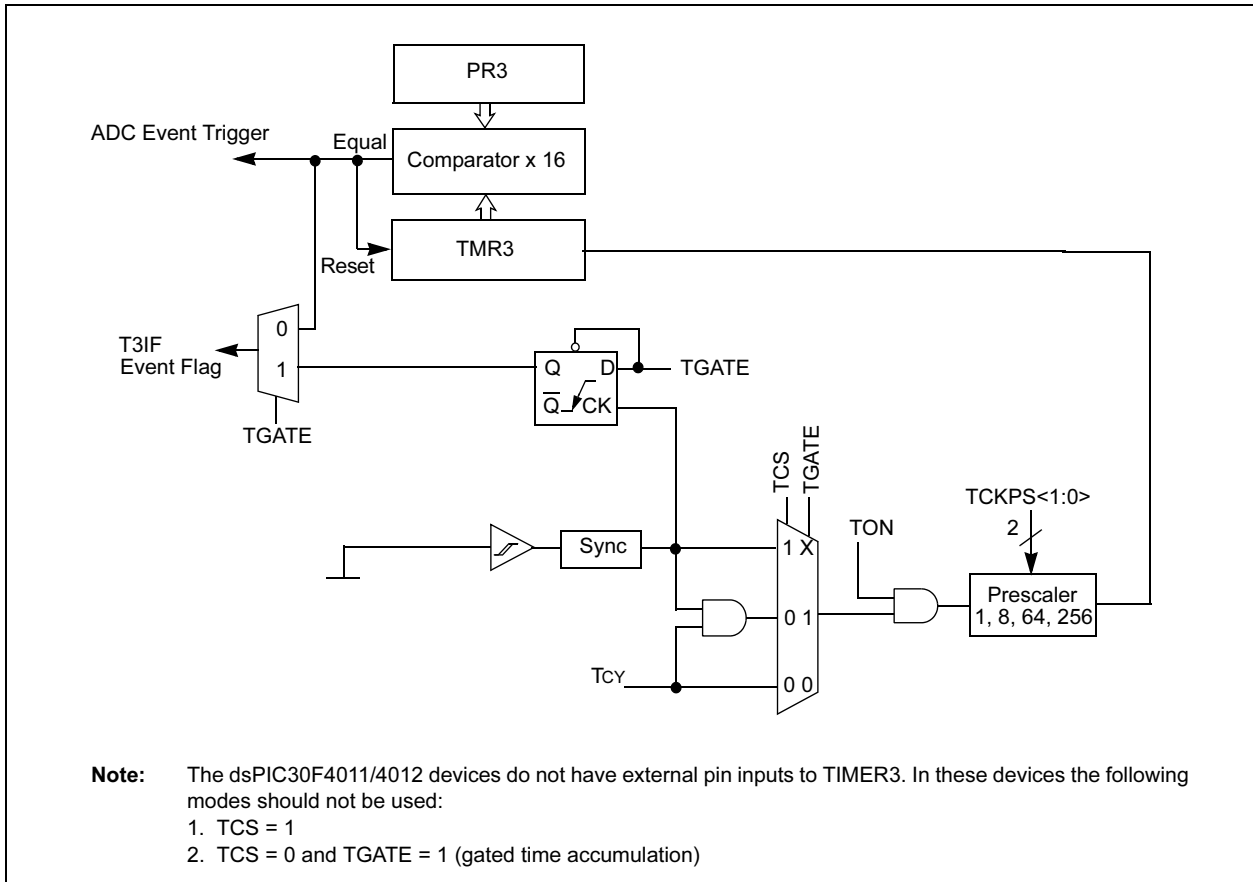 PR3
ADC Event Trigger
Equal
Comparator x 16
TMR3
Reset
0
1
T3IF
Event Flag
TGATE
Q
D
TGATE
Q̅
CK
TCS
TGATE
TCKPS<1:0>
2
TON
Sync
1 X
Prescaler
1, 8, 64, 256
0 1
TCY
0 0
Note: The dsPIC30F4011/4012 devices do not have external pin inputs to TIMER3. In these devices the following
modes should not be used:
1. TCS = 1
2. TCS = 0 and TGATE = 1 (gated time accumulation)